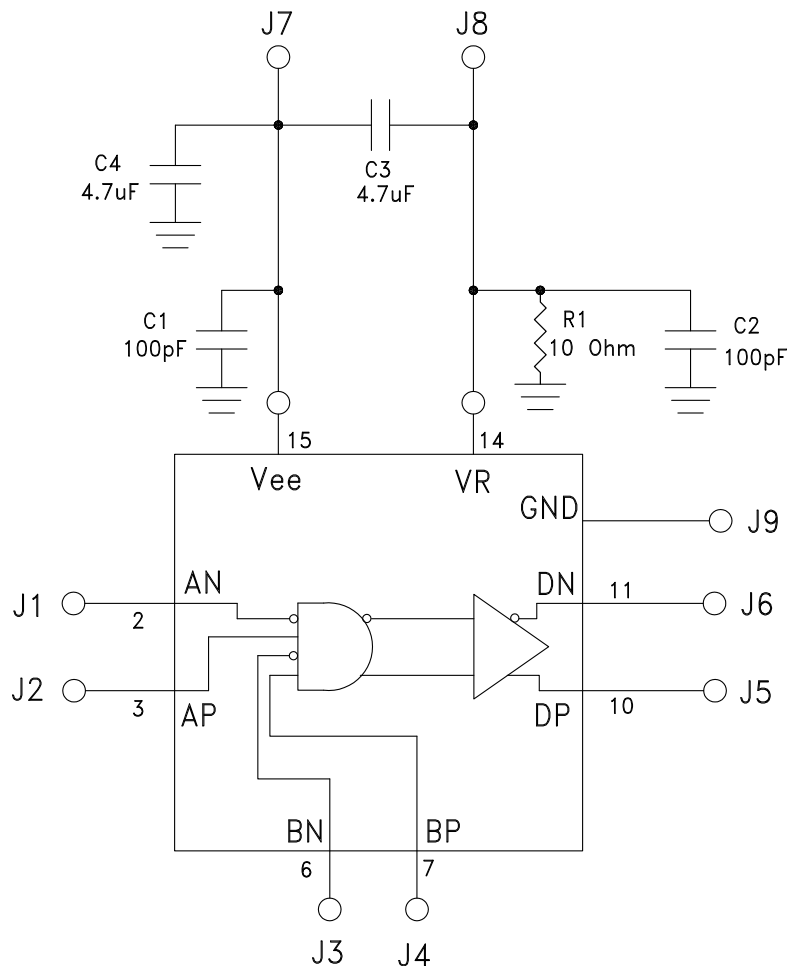 J7
J8
C4
4.7uF
C3
4.7uF
C1
100pF
R1
10 Ohm
C2
100pF
15
14
Vee
VR
GND
J9
J1
AN
2
DN
11
J6
J2
3
AP
DP
10
J5
BN
BP
6
7
J3
J4